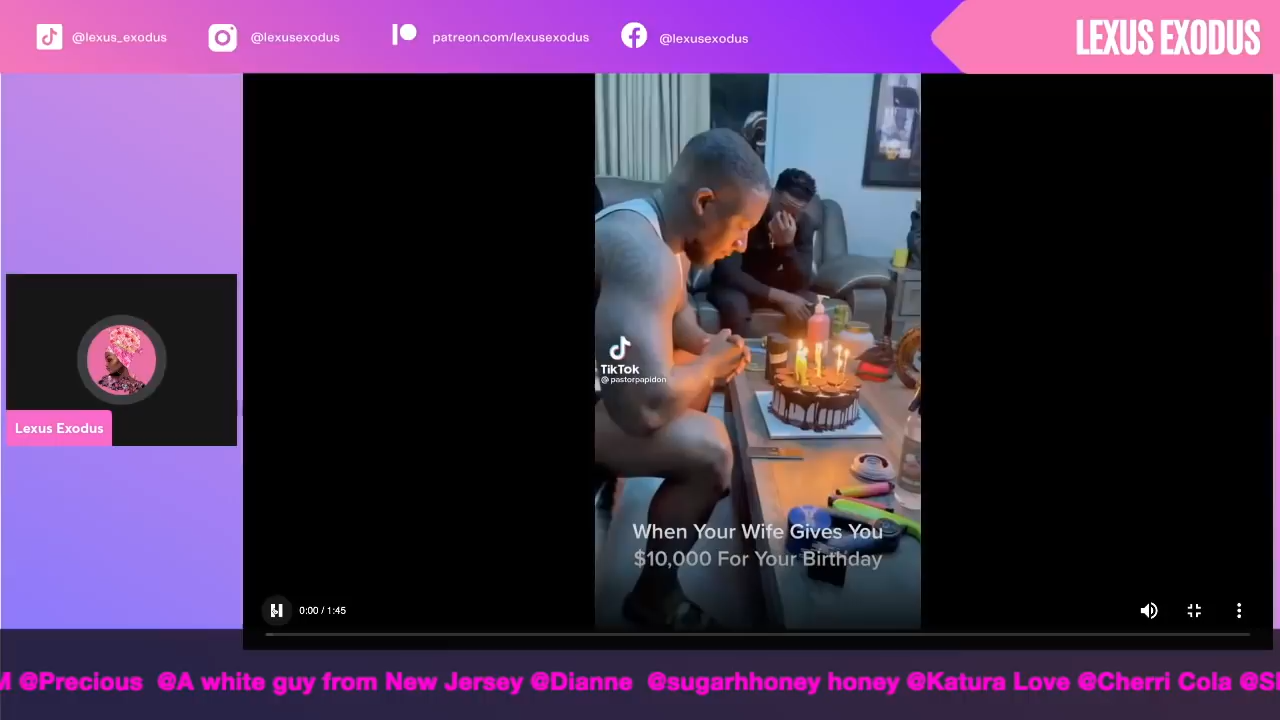 @lexus_exodus
@lexusexodus
patreon.com/lexusexodus
@lexusexodus
LEXUS EXODUS
TikTok
@pastorpapidon
Lexus Exodus
When Your Wife Gives You
$10,000 For Your Birthday
0:00 / 1:45
@Precious @A white guy from New Jersey @Dianne @sugarhhoney honey @Katura Love @Cherri Cola